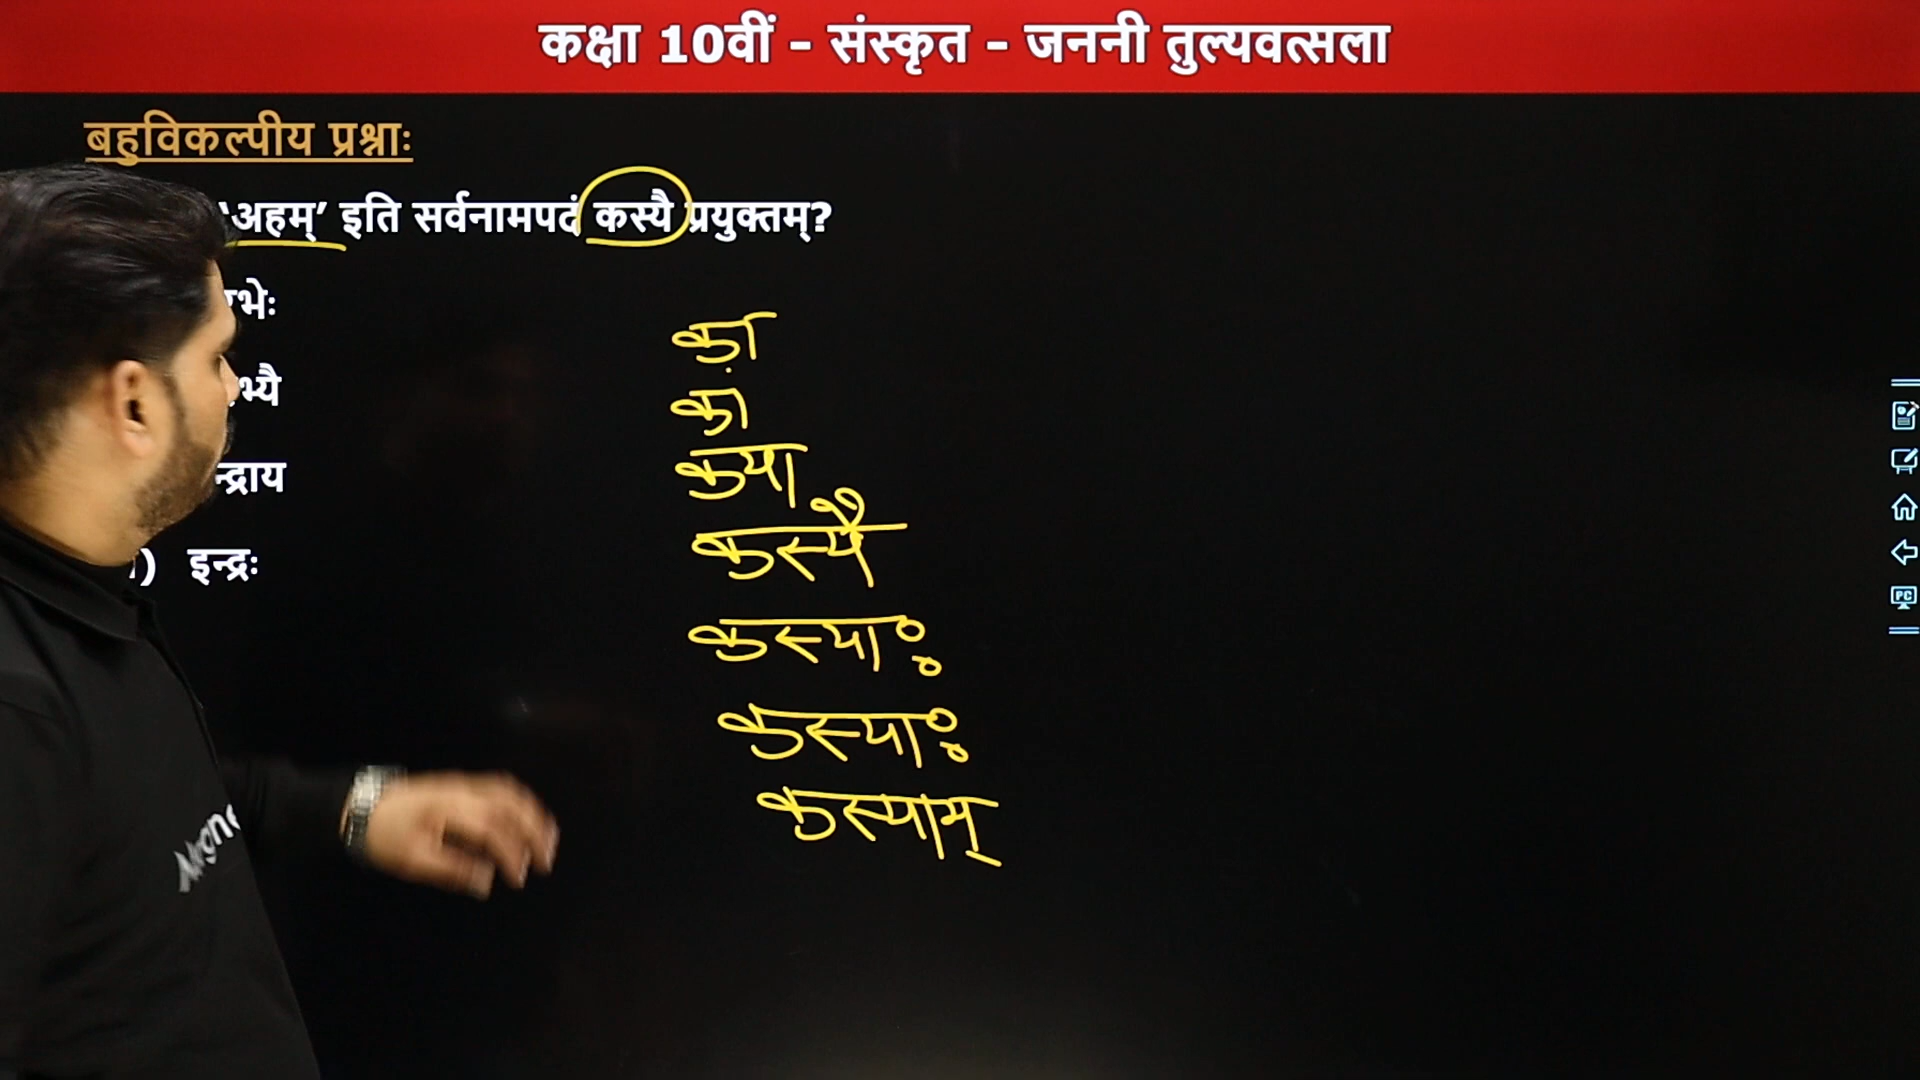 कक्षा 10वीं - संस्कृत - जननी तुल्यवत्सला
बहुविकल्पीय प्रश्नाः
'अहम्' इति सर्वनामपदं कस्यै प्रयुक्तम्?
भेः
भ्यै
न्द्राय
) इन्द्रः
का
का
कया
कस्यै
कस्याः
कस्याः
कस्याम्
PC